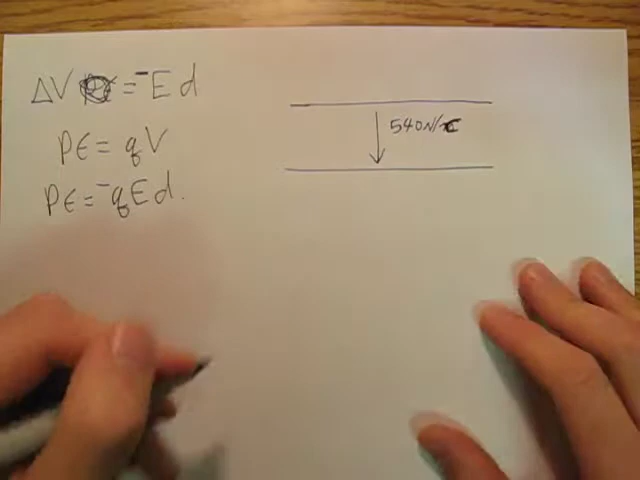 ΔV = -Ed
PE = qV
PE = -qEd.
540N/C